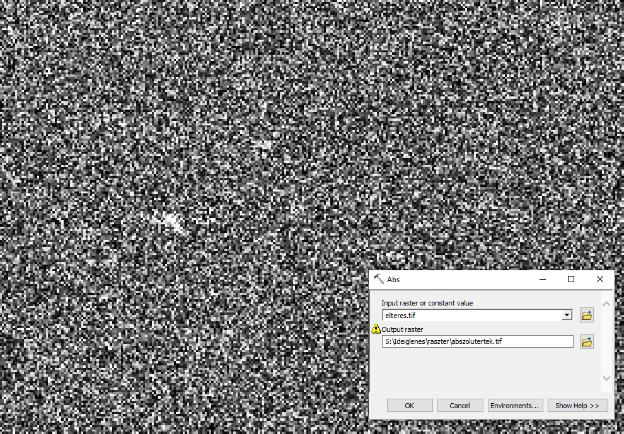 Abs
Input raster or constant value
elteres.tif
Output raster
S:\Ideiglenes\raszter\abszolutertek.tif
OK Cancel Environments... Show Help >>